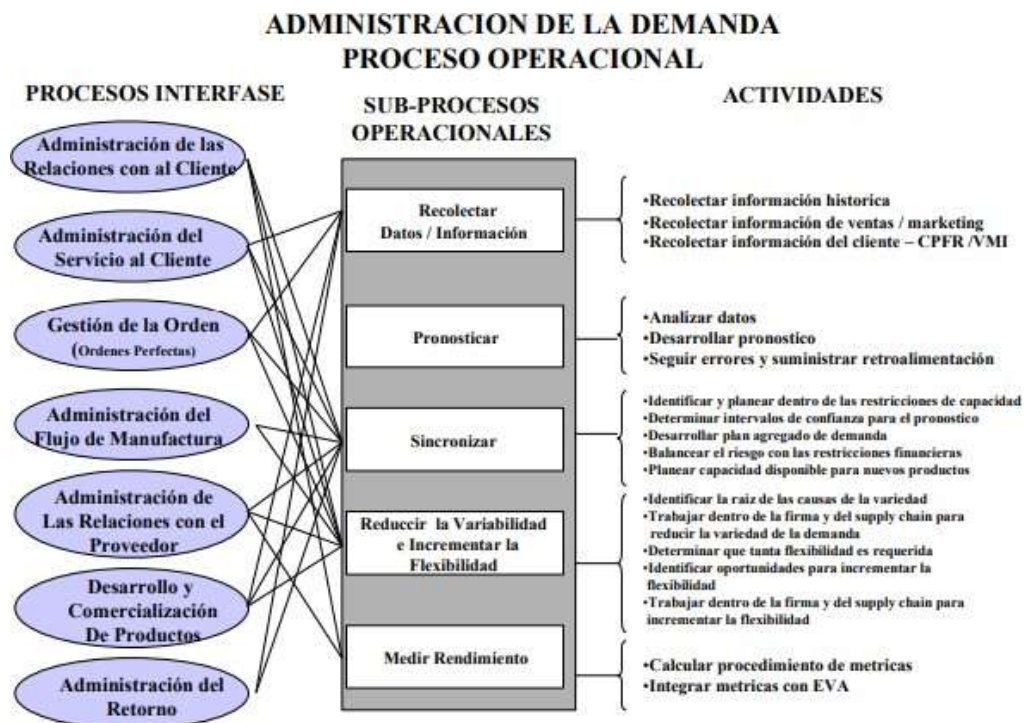 ADMINISTRACION DE LA DEMANDA
PROCESO OPERACIONAL
PROCESOS INTERFASE
Administración de las
Relaciones con al Cliente
Administración del
Servicio al Cliente
Gestión de la Orden
(Ordenes Perfectas)
Administración del
Flujo de Manufactura
Administración de
Las Relaciones con el
Proveedor
Desarrollo y
Comercialización
De Productos
Administración del
Retorno
SUB-PROCESOS
OPERACIONALES
Recolectar
Datos / Información
Pronosticar
Sincronizar
Reduccir la Variabilidad
e Incrementar la
Flexibilidad
Medir Rendimiento
ACTIVIDADES
•Recolectar información historica
•Recolectar información de ventas / marketing
•Recolectar información del cliente – CPFR /VMI
•Analizar datos
•Desarrollar pronostico
•Seguir errores y suministrar retroalimentación
•Identificar y planear dentro de las restricciones de capacidad
•Determinar intervalos de confianza para el pronostico
•Desarrollar plan agregado de demanda
•Balancear el riesgo con las restricciones financieras
•Planear capacidad disponible para nuevos productos
•Identificar la raiz de las causas de la variedad
•Trabajar dentro de la firma y del supply chain para
reducir la variedad de la demanda
•Determinar que tanta flexibilidad es requerida
•Identificar oportunidades para incrementar la
flexibilidad
•Trabajar dentro de la firma y del supply chain para
incrementar la flexibilidad
•Calcular procedimiento de metricas
•Integrar metricas con EVA